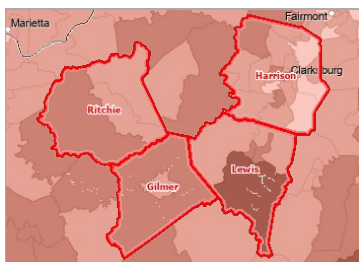 Fairmont
Marietta
Clarksburg
Harrison
Ritchie
Lewis
Gilmer